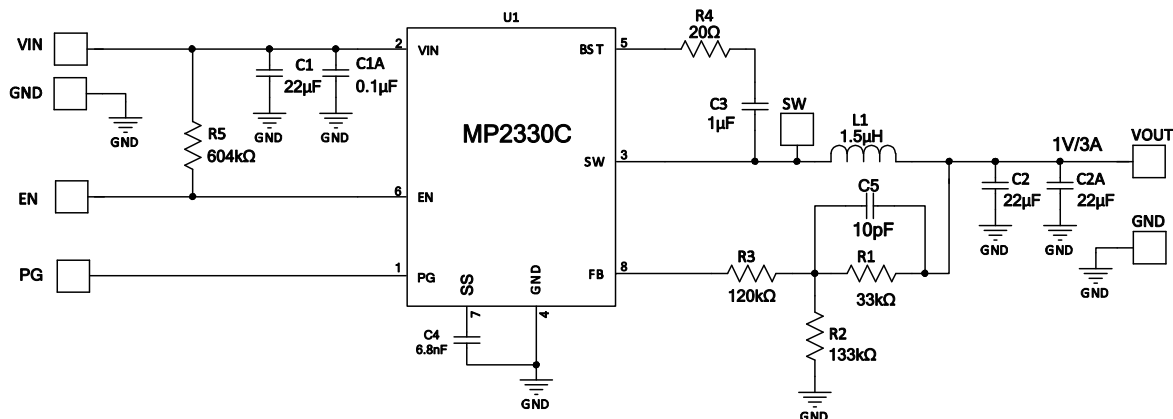 U1
VIN
2
VIN
C1
22μF
C1A
0.1μF
GND
GND
GND
GND
R5
604kΩ
EN
6
EN
PG
1
PG
MP2330C
SS
7
GND
4
C4
6.8nF
GND
BST
5
R4
20Ω
C3
1μF
SW
SW
3
L1
1.5μH
1V/3A
VOUT
C2
22μF
C2A
22μF
GND
GND
GND
GND
C5
10pF
FB
8
R3
120kΩ
R1
33kΩ
R2
133kΩ
GND